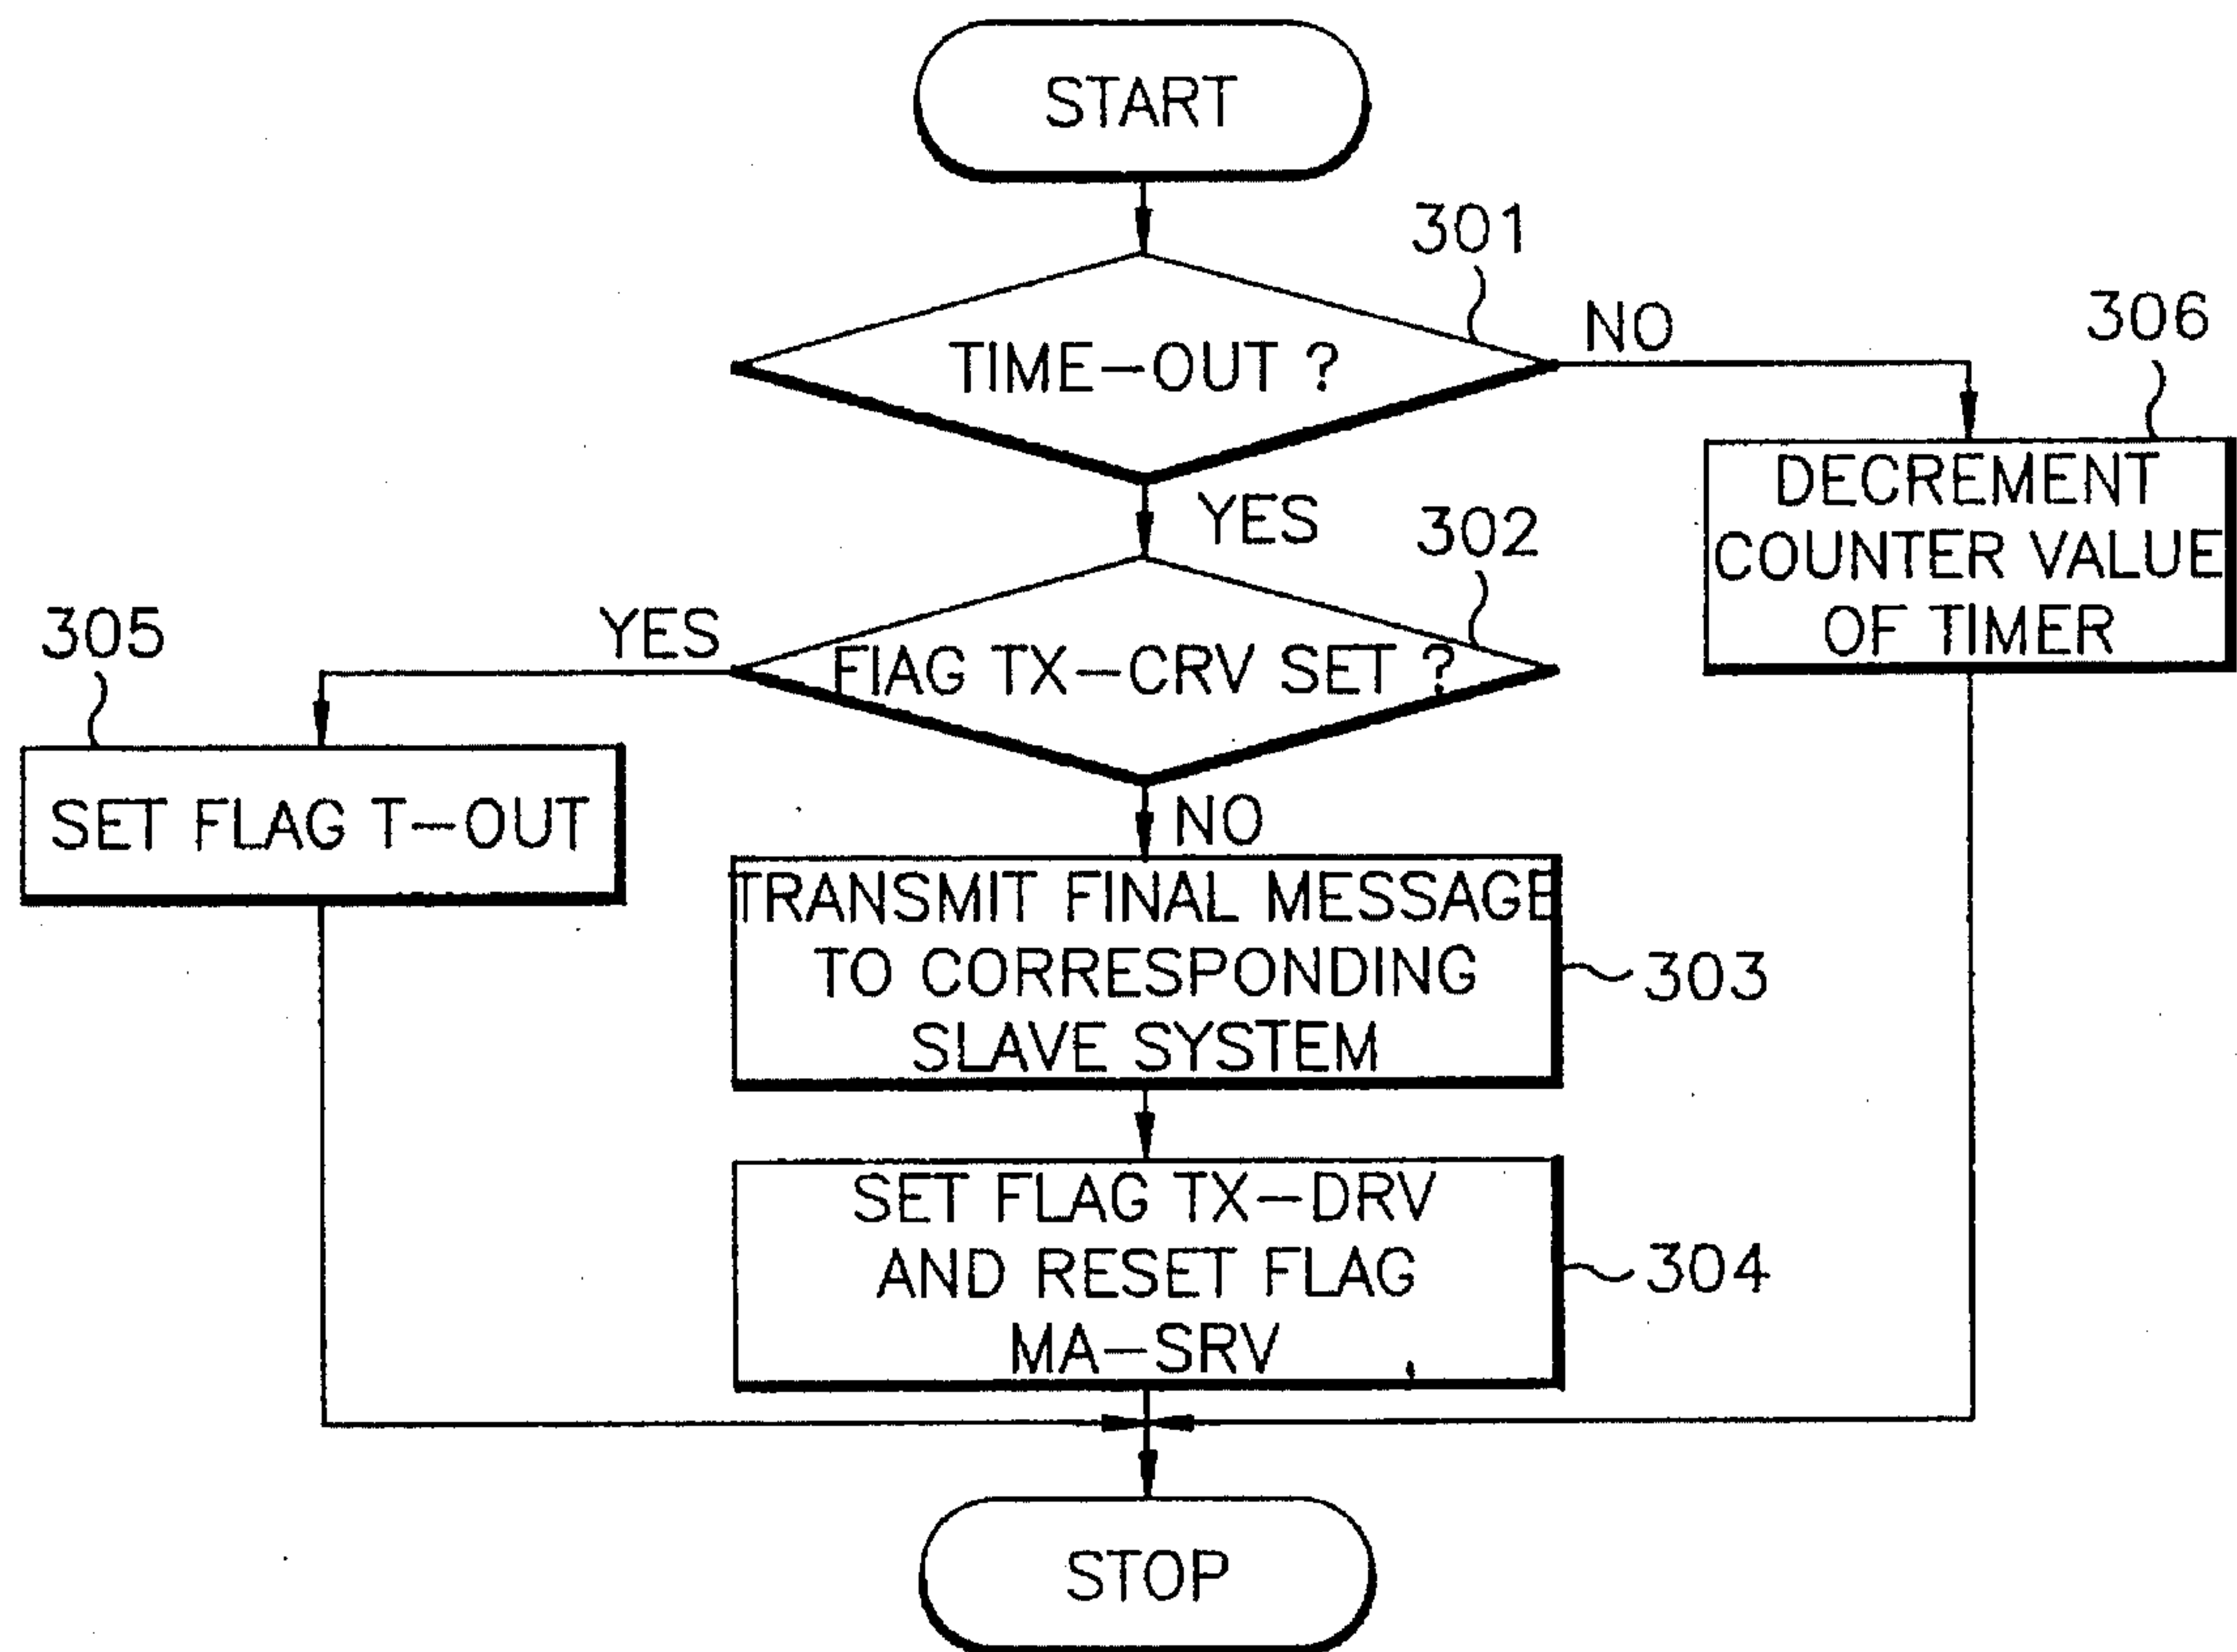 START
301
TIME-OUT ?
NO
306
DECREMENT
COUNTER VALUE
OF TIMER
YES
302
FIAG TX-CRV SET ?
YES
305
SET FLAG T-OUT
NO
TRANSMIT FINAL MESSAGE
TO CORRESPONDING
SLAVE SYSTEM
303
SET FLAG TX-DRV
AND RESET FLAG
MA-SRV
304
STOP